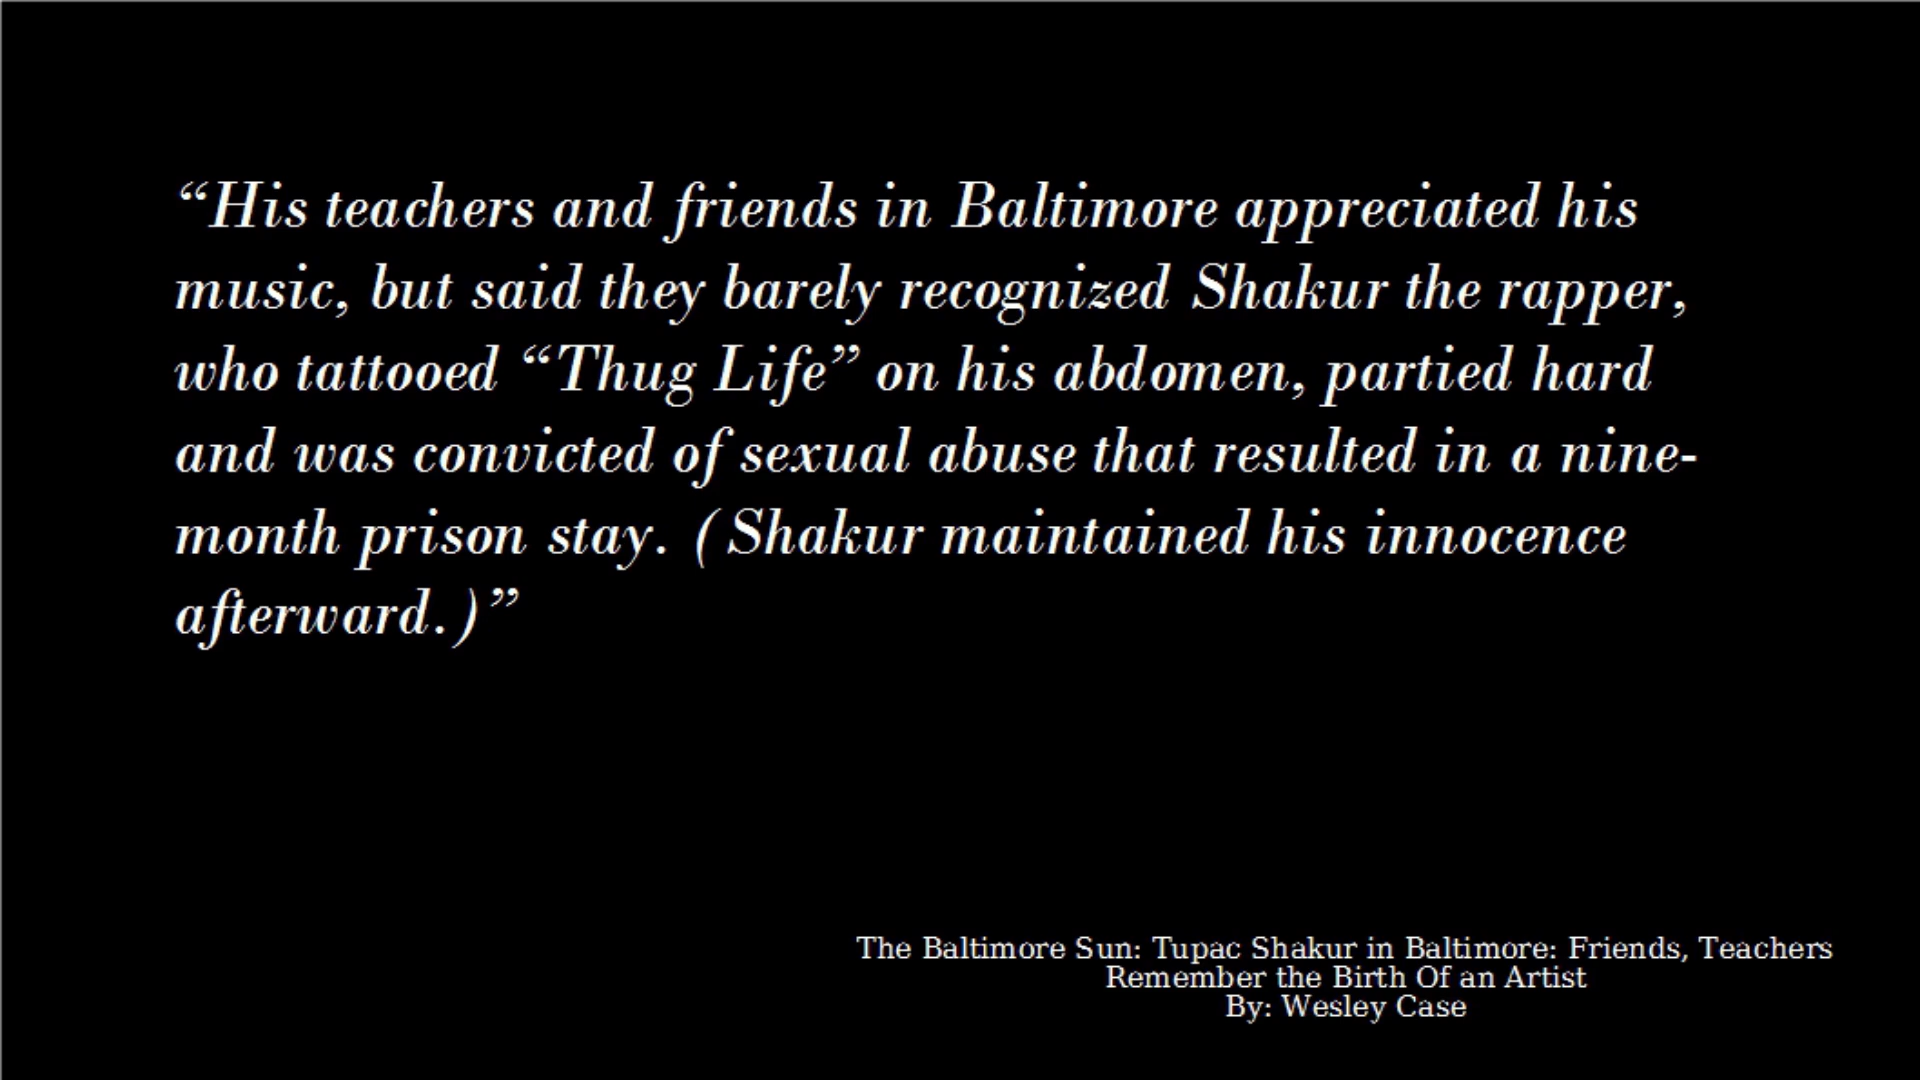 “His teachers and friends in Baltimore appreciated his
music, but said they barely recognized Shakur the rapper,
who tattooed “Thug Life” on his abdomen, partied hard
and was convicted of sexual abuse that resulted in a nine-
month prison stay. (Shakur maintained his innocence
afterward.)”
The Baltimore Sun: Tupac Shakur in Baltimore: Friends, Teachers
Remember the Birth Of an Artist
By: Wesley Case